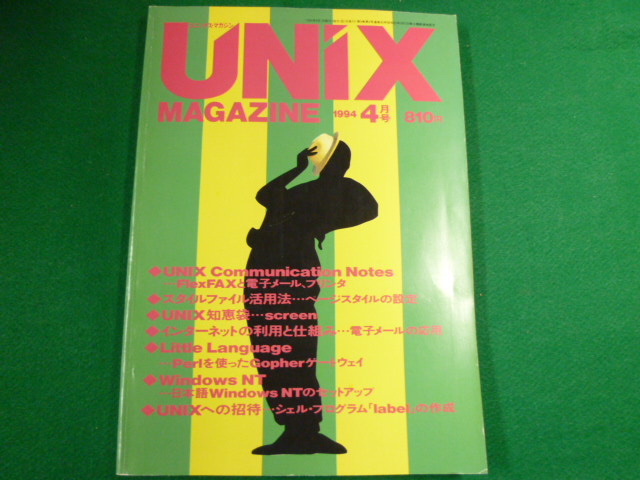 UNIX
MAGAZINE 1994 4月号 810円
◆UNIX Communication Notes
…FlexFAXと電子メール、プリンタ
◆スタイルファイル活用法…ページスタイルの設定
◆UNIX知恵袋…screen
◆インターネットの利用と仕組み…電子メールの応用
◆Little Language
…Perlを使ったGopherゲートウェイ
◆Windows NT
…日本語Windows NTのセットアップ
◆UNIXへの招待…シェル・プログラム「label」の作成